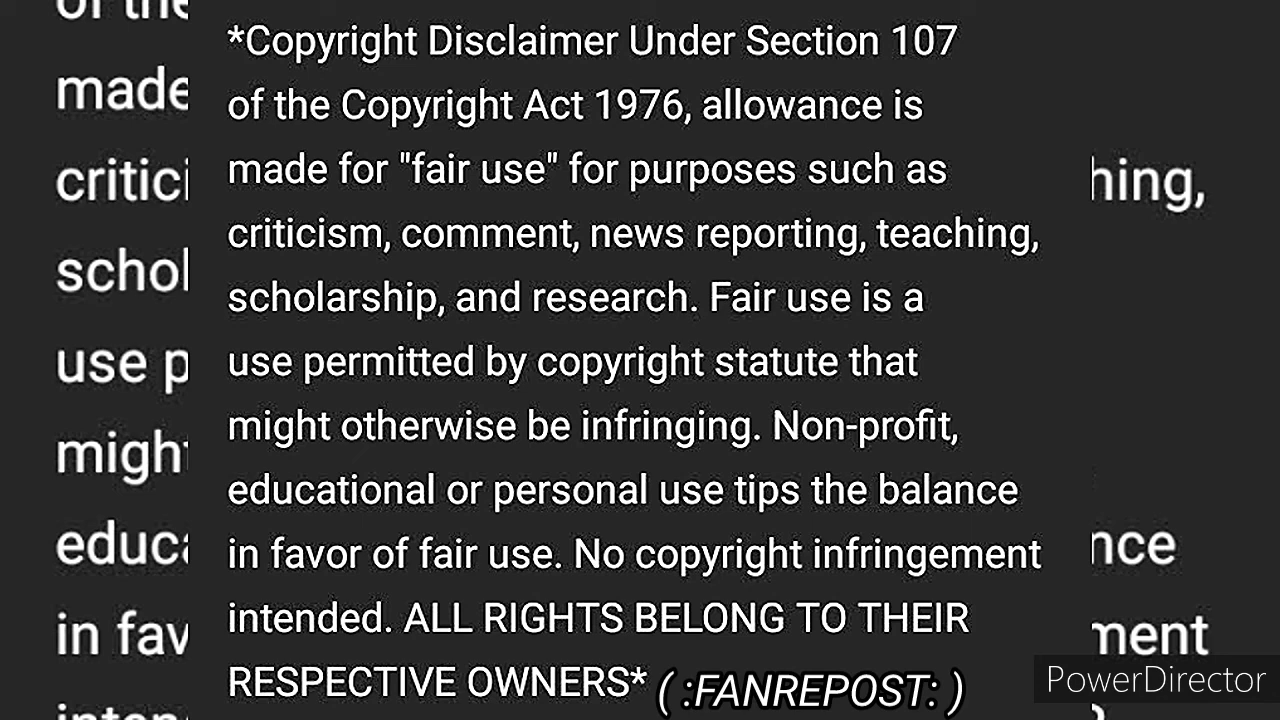 *Copyright Disclaimer Under Section 107
of the Copyright Act 1976, allowance is
made for "fair use" for purposes such as
criticism, comment, news reporting, teaching,
scholarship, and research. Fair use is a
use permitted by copyright statute that
might otherwise be infringing. Non-profit,
educational or personal use tips the balance
in favor of fair use. No copyright infringement
intended. ALL RIGHTS BELONG TO THEIR
RESPECTIVE OWNERS*
( :FANREPOST: )
PowerDirector